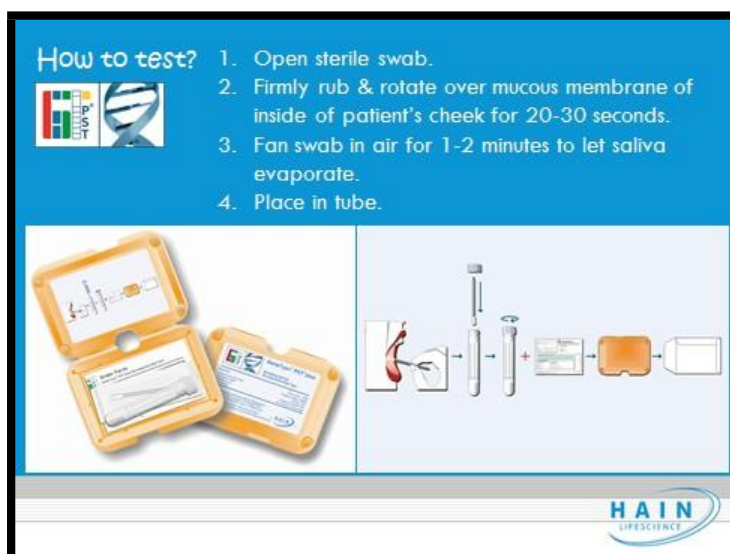 How to test?
1. Open sterile swab.
2. Firmly rub & rotate over mucous membrane of
inside of patient's cheek for 20-30 seconds.
3. Fan swab in air for 1-2 minutes to let saliva
evaporate.
4. Place in tube.
P®
S
T
HAIN
LIFESCIENCE